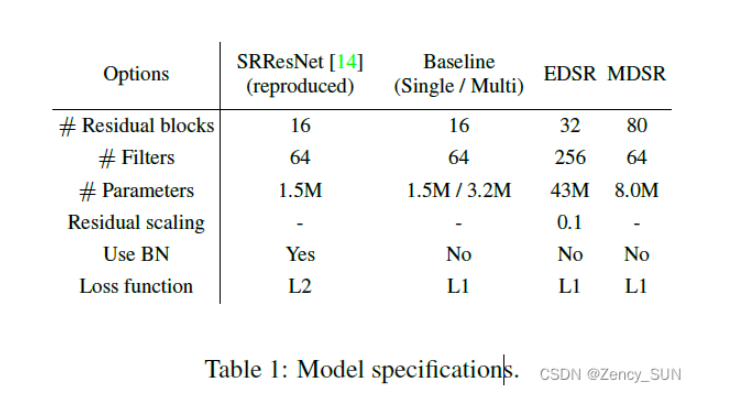 Options SRResNet [14] (reproduced) Baseline (Single / Multi) EDSR MDSR
# Residual blocks 16 16 32 80
# Filters 64 64 256 64
# Parameters 1.5M 1.5M / 3.2M 43M 8.0M
Residual scaling - - 0.1 -
Use BN Yes No No No
Loss function L2 L1 L1 L1
Table 1: Model specifications.
CSDN @Zency_SUN